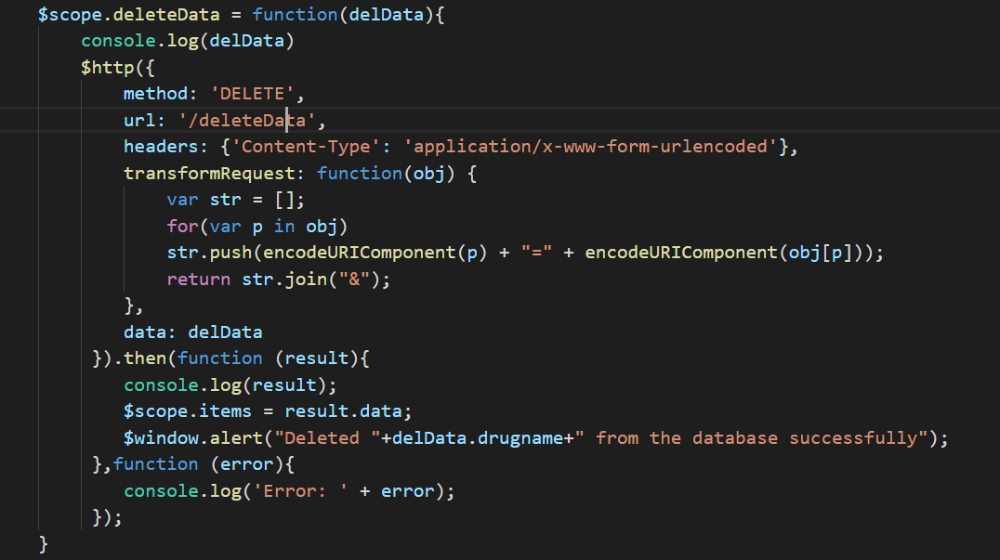 $scope.deleteData = function(delData){
    console.log(delData)
    $http({
        method: 'DELETE',
        url: '/deleteData',
        headers: {'Content-Type': 'application/x-www-form-urlencoded'},
        transformRequest: function(obj) {
            var str = [];
            for(var p in obj)
            str.push(encodeURIComponent(p) + "=" + encodeURIComponent(obj[p]));
            return str.join("&");
        },
        data: delData
     }).then(function (result){
        console.log(result);
        $scope.items = result.data;
        $window.alert("Deleted "+delData.drugname+" from the database successfully");
     },function (error){
        console.log('Error: ' + error);
     });
}